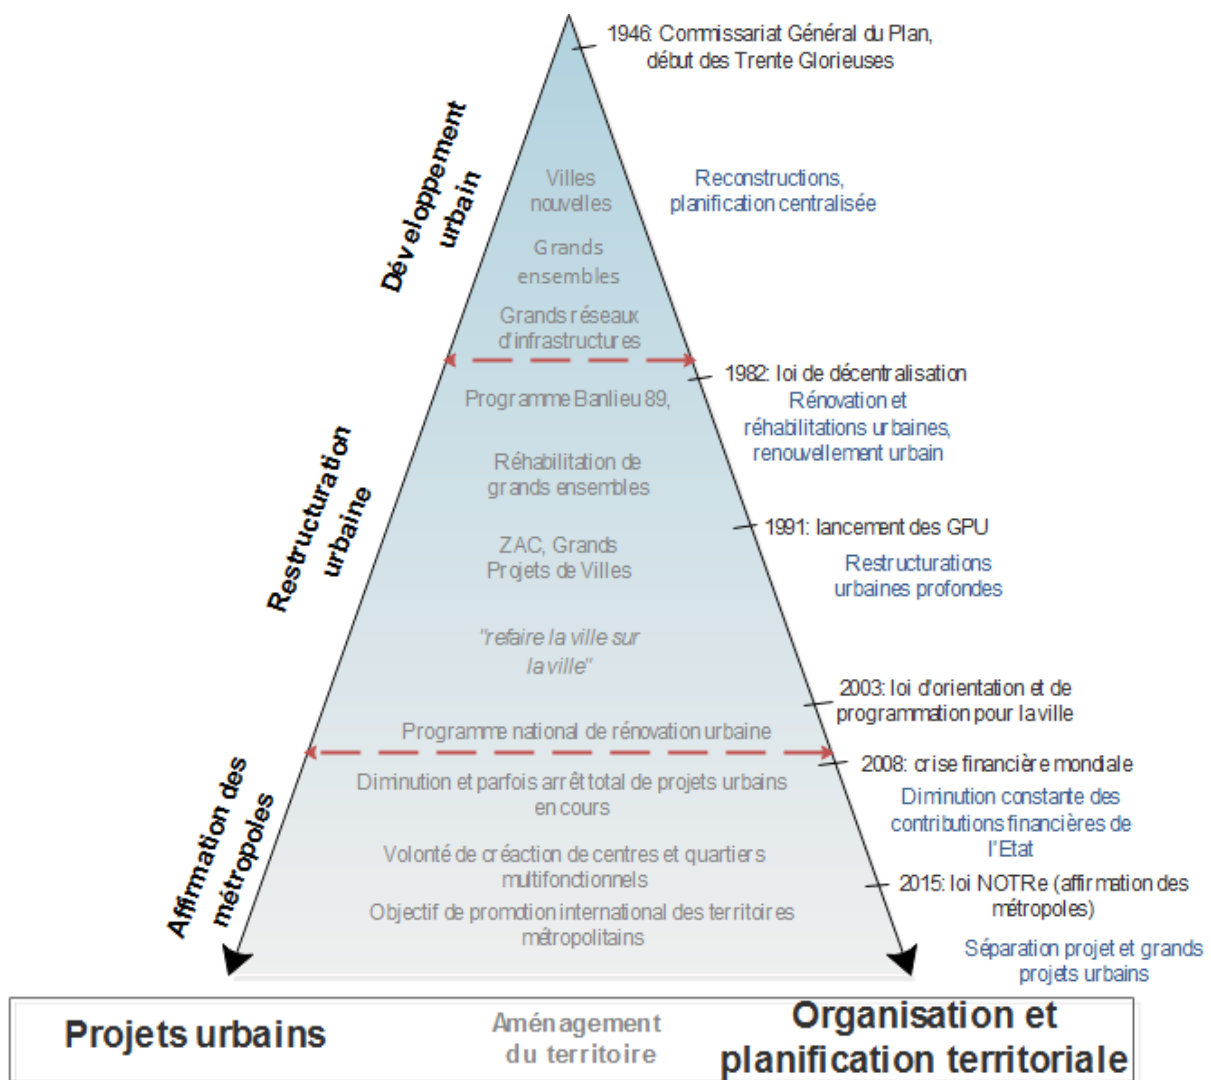 1946: Commissariat Général du Plan,
début des Trente Glorieuses
Développement
urbain
Villes
nouvelles
Reconstructions,
planification centralisée
Grands
ensembles
Grands réseaux
d'infrastructures
1982: loi de décentralisation
Programme Banlieu 89,
Rénovation et
réhabilitations urbaines,
renouvellement urbain
Restructuration
urbaine
Réhabilitation de
grands ensembles
1991: lancement des GPU
ZAC, Grands
Projets de Villes
Restructurations
urbaines profondes
"refaire la ville sur
la ville"
2003: loi d'orientation et de
programmation pour la ville
Programme national de rénovation urbaine
2008: crise financière mondiale
Affirmation des
métropoles
Diminution et parfois arrêt total de projets urbains
en cours
Diminution constante des
contributions financières de
l'Etat
Volonté de créaction de centres et quartiers
multifonctionnels
2015: loi NOTRe (affirmation des
métropoles)
Objectif de promotion international des territoires
métropolitains
Séparation projet et grands
projets urbains
Projets urbains
Aménagement
du territoire
Organisation et
planification territoriale